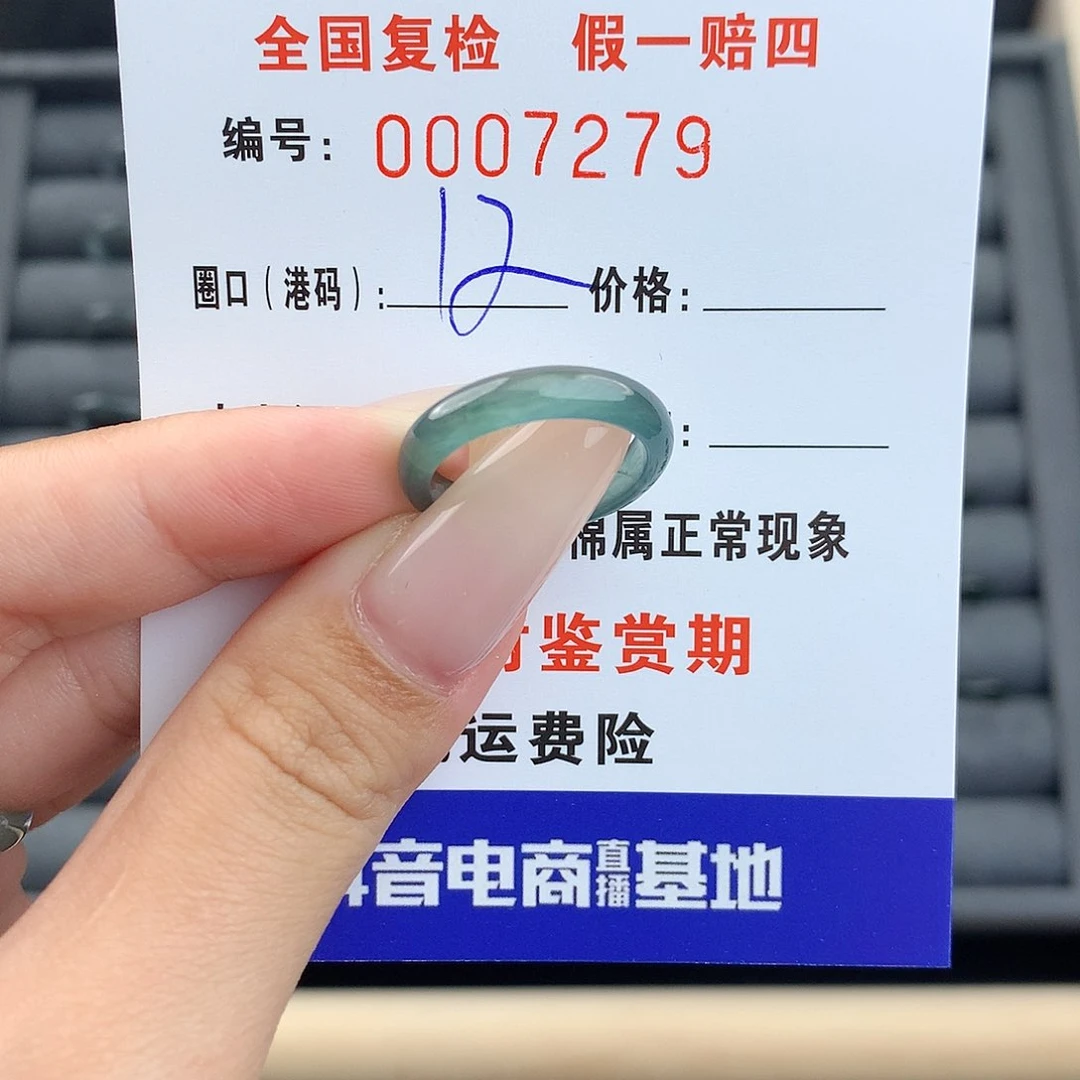 全国复检 假一赔四
编号: 0007279
圈口(港码): 12 价格:
:
棉属正常现象
鉴赏期
运费险
音电商直播基地